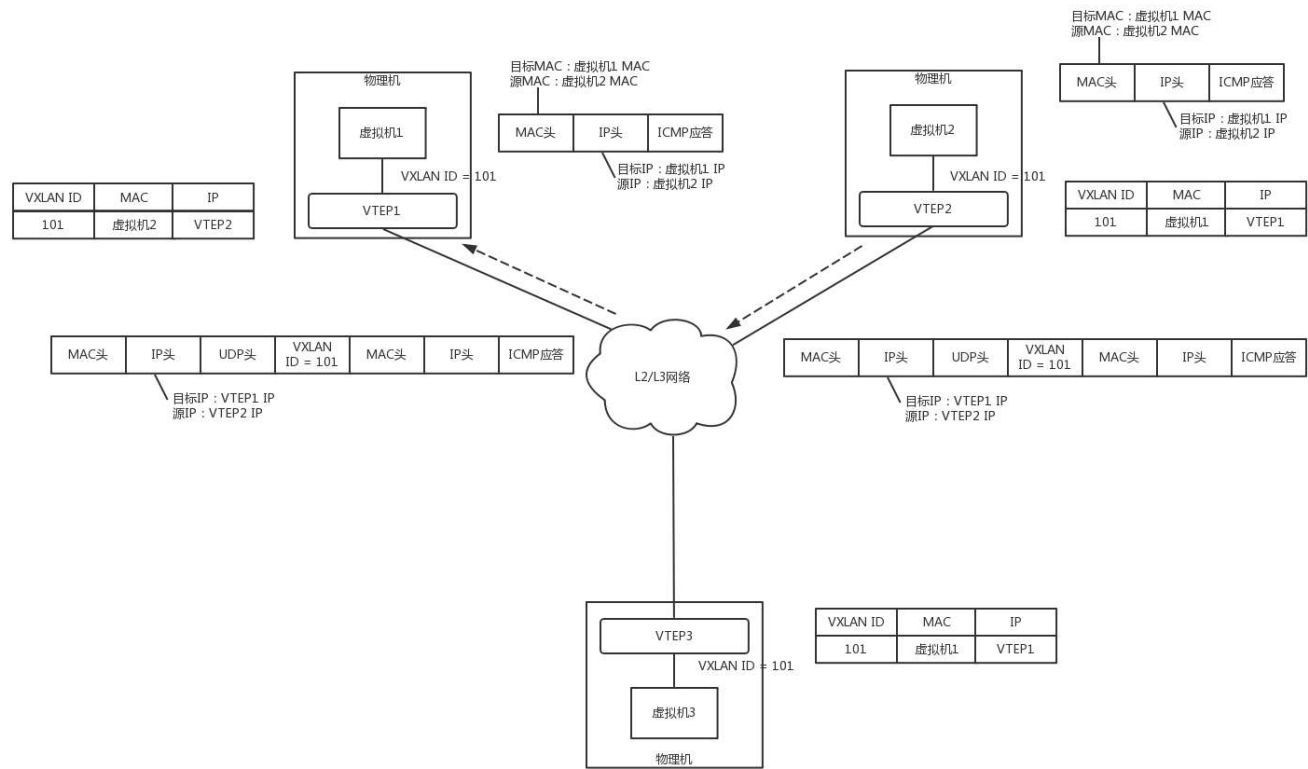 目标MAC：虚拟机1 MAC
源MAC：虚拟机2 MAC
MAC头 IP头 ICMP应答
目标IP：虚拟机1 IP
源IP：虚拟机2 IP
物理机
虚拟机1
VXLAN ID = 101
VTEP1
目标MAC：虚拟机1 MAC
源MAC：虚拟机2 MAC
MAC头 IP头 ICMP应答
目标IP：虚拟机1 IP
源IP：虚拟机2 IP
物理机
虚拟机2
VXLAN ID = 101
VTEP2
VXLAN ID MAC IP
101 虚拟机2 VTEP2
VXLAN ID MAC IP
101 虚拟机1 VTEP1
MAC头 IP头 UDP头 VXLAN
ID = 101 MAC头 IP头 ICMP应答
目标IP：VTEP1 IP
源IP：VTEP2 IP
L2/L3网络
MAC头 IP头 UDP头 VXLAN
ID = 101 MAC头 IP头 ICMP应答
目标IP：VTEP1 IP
源IP：VTEP2 IP
VTEP3
VXLAN ID = 101
虚拟机3
物理机
VXLAN ID MAC IP
101 虚拟机1 VTEP1